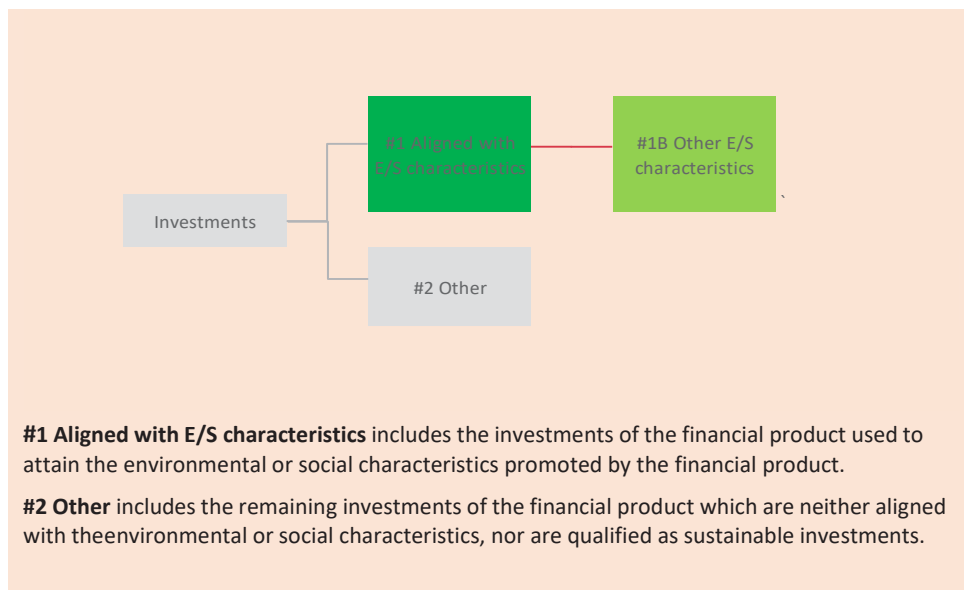 #1 Aligned with
E/S characteristics
#1B Other E/S
characteristics
`
Investments
#2 Other
#1 Aligned with E/S characteristics includes the investments of the financial product used to
attain the environmental or social characteristics promoted by the financial product.
#2 Other includes the remaining investments of the financial product which are neither aligned
with theenvironmental or social characteristics, nor are qualified as sustainable investments.